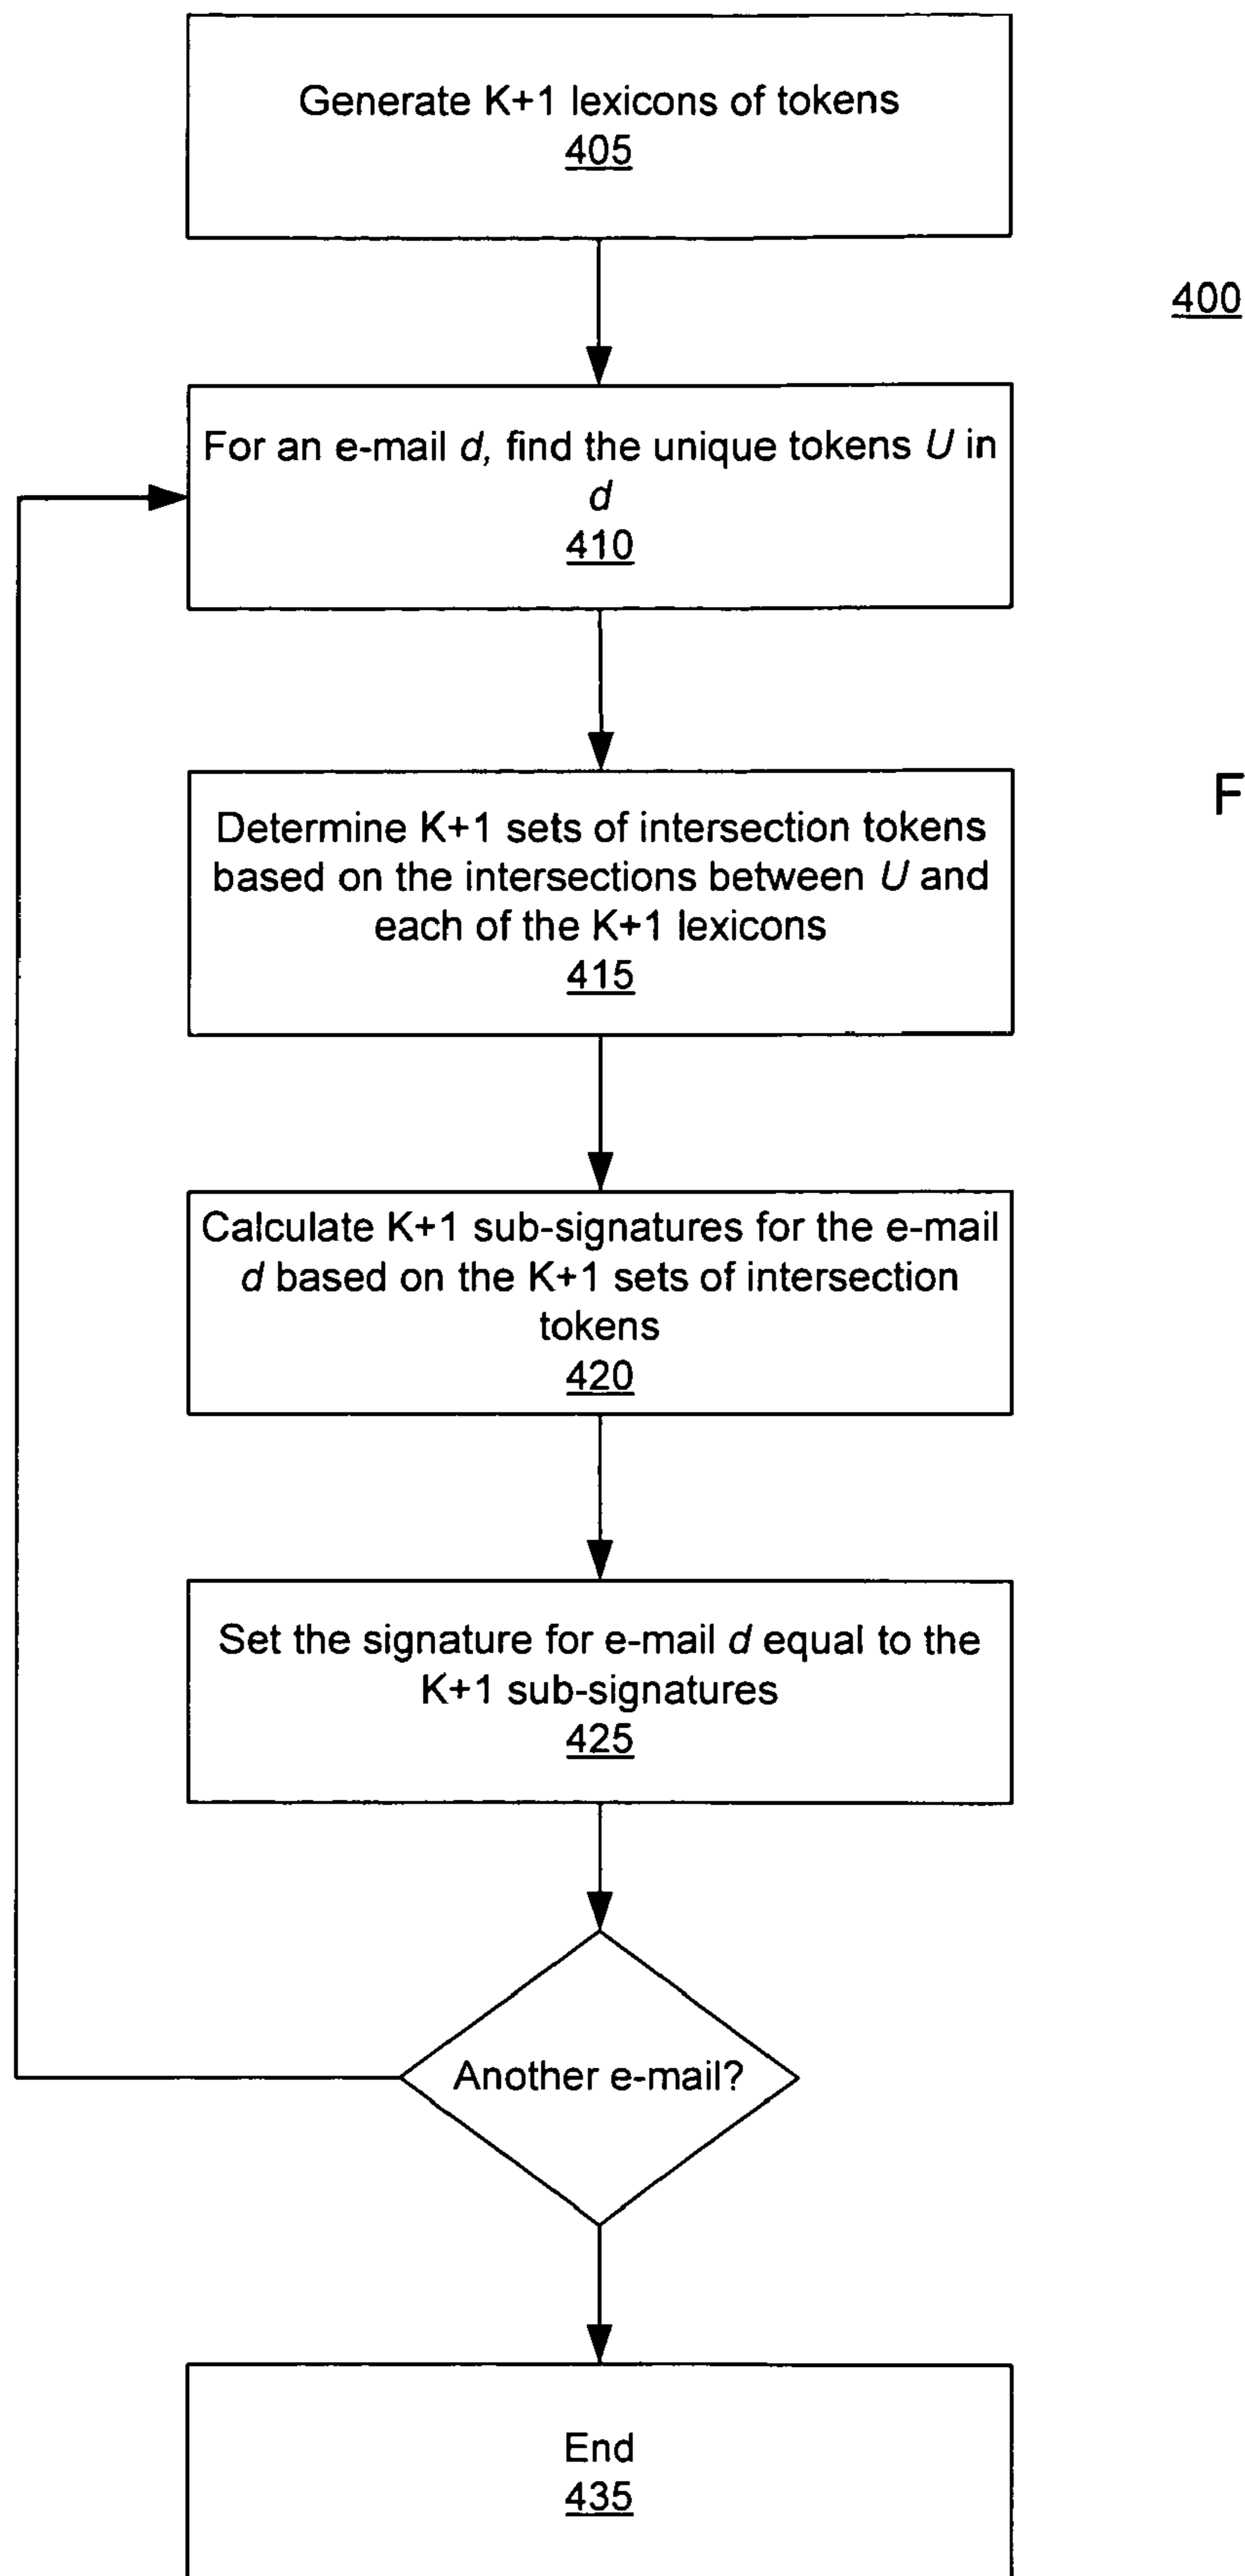 Generate K+1 lexicons of tokens
405
400
For an e-mail d, find the unique tokens U in
d
410
F
Determine K+1 sets of intersection tokens
based on the intersections between U and
each of the K+1 lexicons
415
Calculate K+1 sub-signatures for the e-mail
d based on the K+1 sets of intersection
tokens
420
Set the signature for e-mail d equal to the
K+1 sub-signatures
425
Another e-mail?
End
435